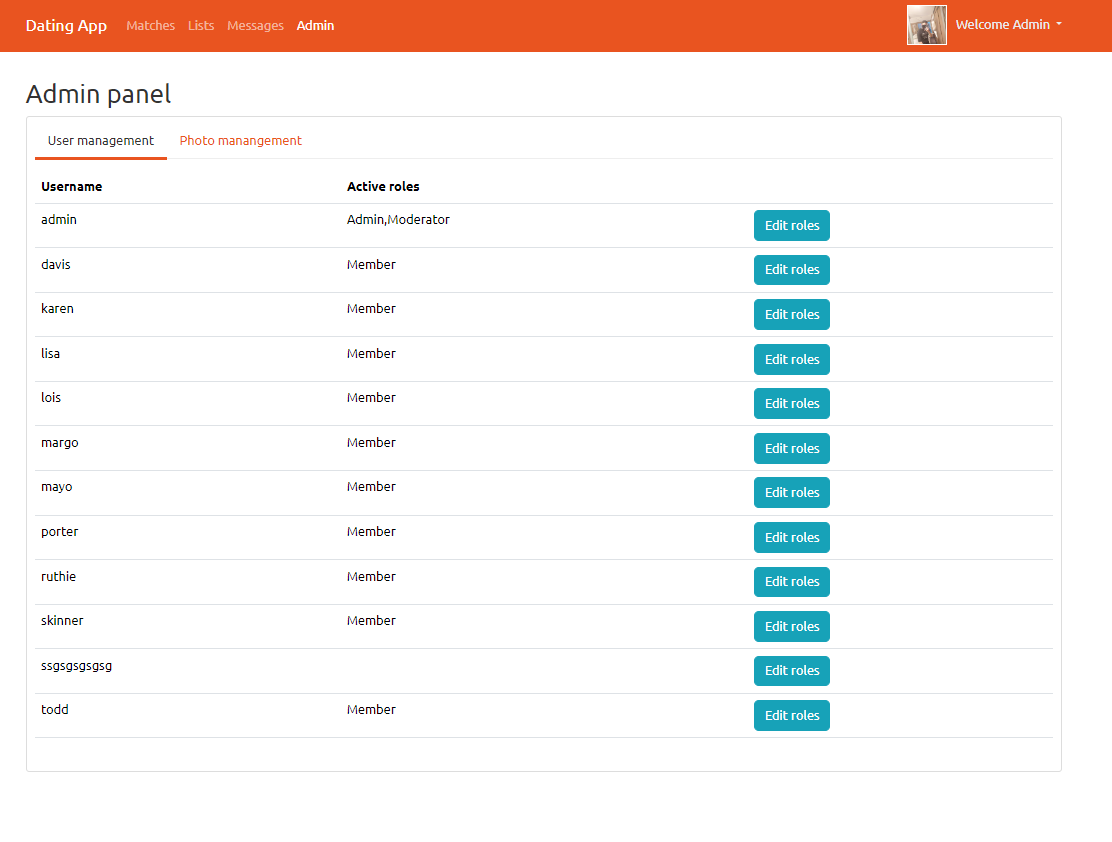 Dating App Matches Lists Messages Admin Welcome Admin
Admin panel
User management Photo manangement
Username Active roles
admin Admin,Moderator Edit roles
davis Member Edit roles
karen Member Edit roles
lisa Member Edit roles
lois Member Edit roles
margo Member Edit roles
mayo Member Edit roles
porter Member Edit roles
ruthie Member Edit roles
skinner Member Edit roles
ssgsgsgsgsg Edit roles
todd Member Edit roles